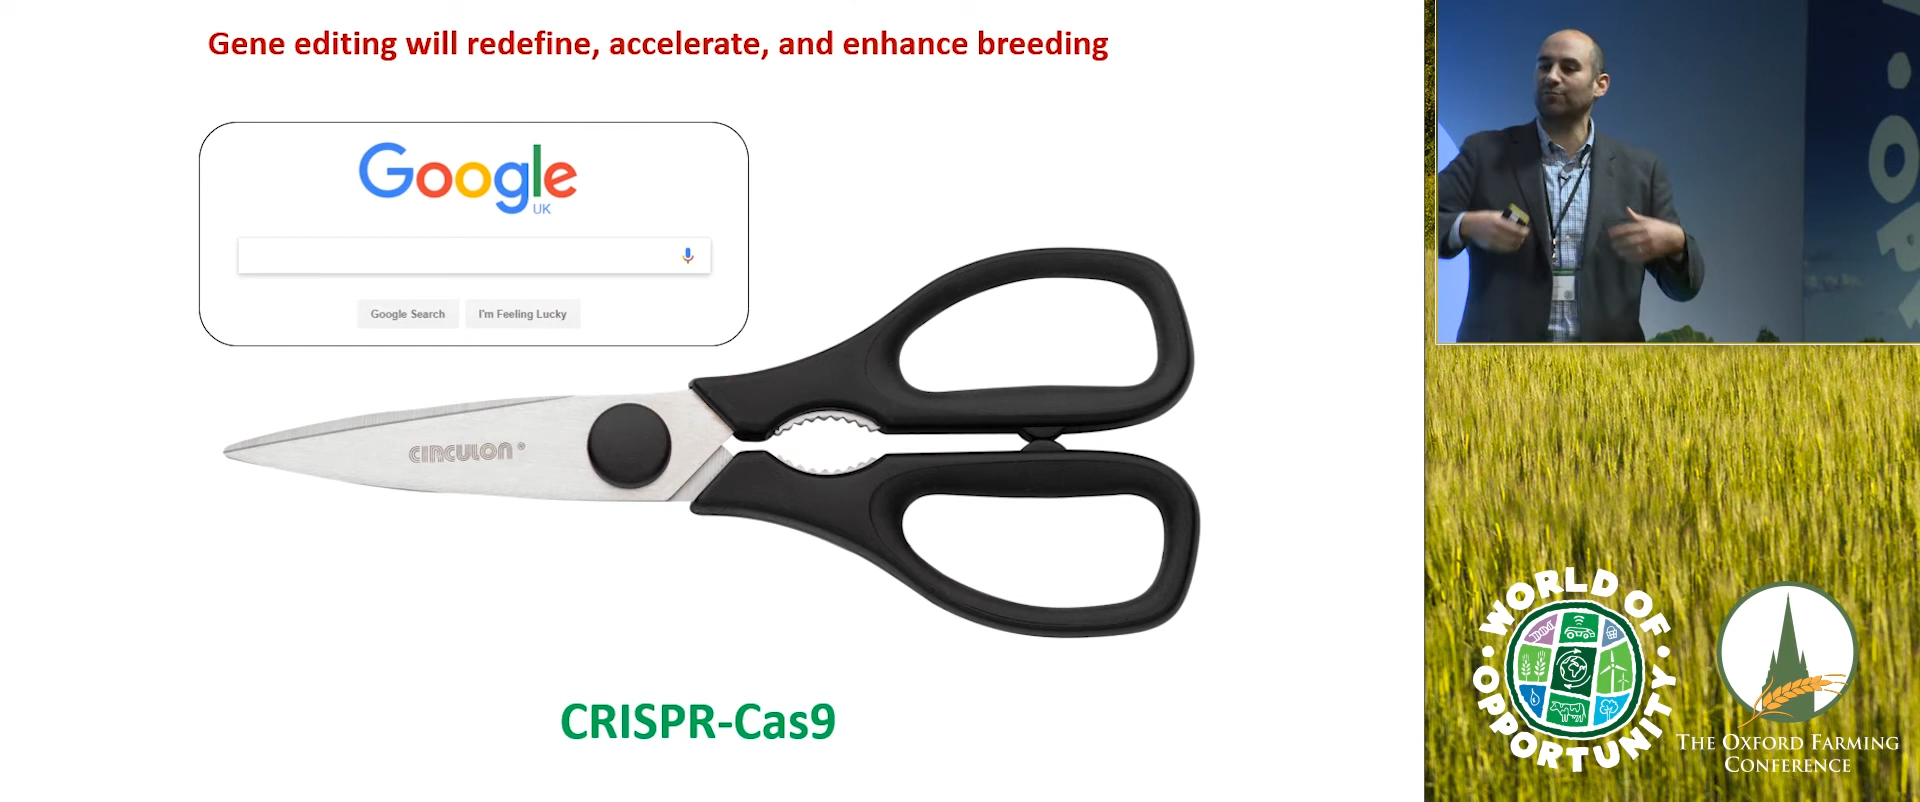 Gene editing will redefine, accelerate, and enhance breeding
Google
UK
Google Search
I'm Feeling Lucky
CIRCULON®
CRISPR-Cas9
WORLD OF
OPPORTUNITY
THE OXFORD FARMING
CONFERENCE